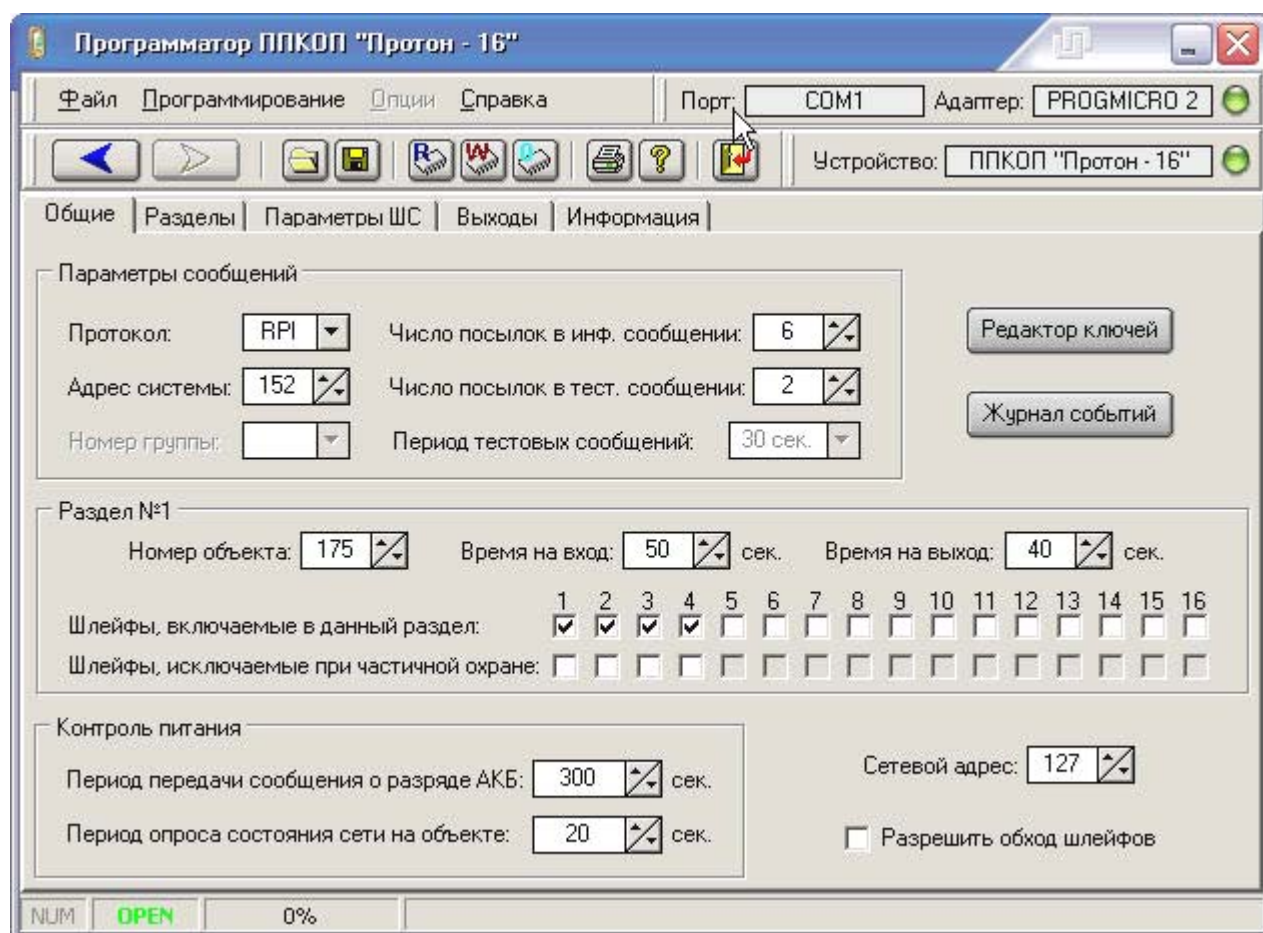 Программатор ППКОП "Протон - 16"
Файл Программирование Опции Справка Порт: COM1 Адаптер: PROGMICRO 2
R W Устройство: ППКОП "Протон - 16"
Общие Разделы Параметры ШС Выходы Информация
Параметры сообщений
Протокол: RPI Число посылок в инф. сообщении: 6 Редактор ключей
Адрес системы: 152 Число посылок в тест. сообщении: 2 Журнал событий
Номер группы: Период тестовых сообщений: 30 сек.
Раздел №1
Номер объекта: 175 Время на вход: 50 сек. Время на выход: 40 сек.
1 2 3 4 5 6 7 8 9 10 11 12 13 14 15 16
Шлейфы, включаемые в данный раздел:
Шлейфы, исключаемые при частичной охране:
Контроль питания
Период передачи сообщения о разряде АКБ: 300 сек. Сетевой адрес: 127
Период опроса состояния сети на объекте: 20 сек. Разрешить обход шлейфов
NUM OPEN 0%